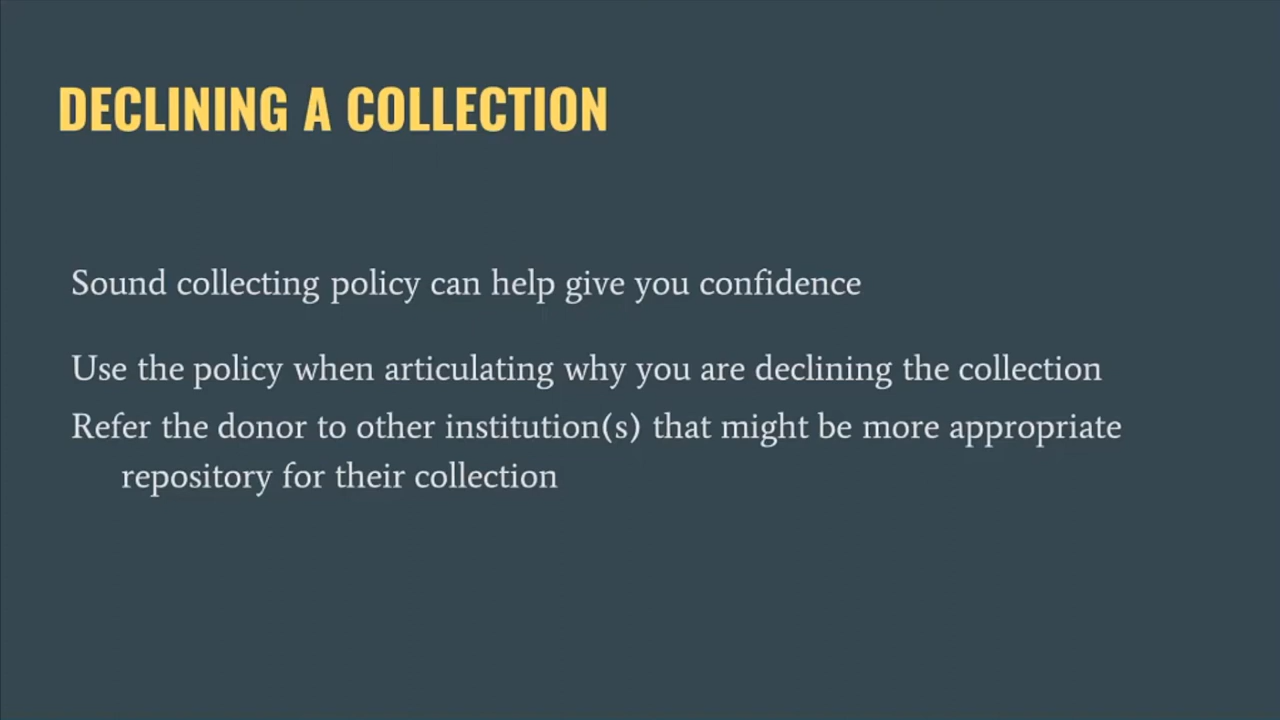 DECLINING A COLLECTION
Sound collecting policy can help give you confidence
Use the policy when articulating why you are declining the collection
Refer the donor to other institution(s) that might be more appropriate
repository for their collection